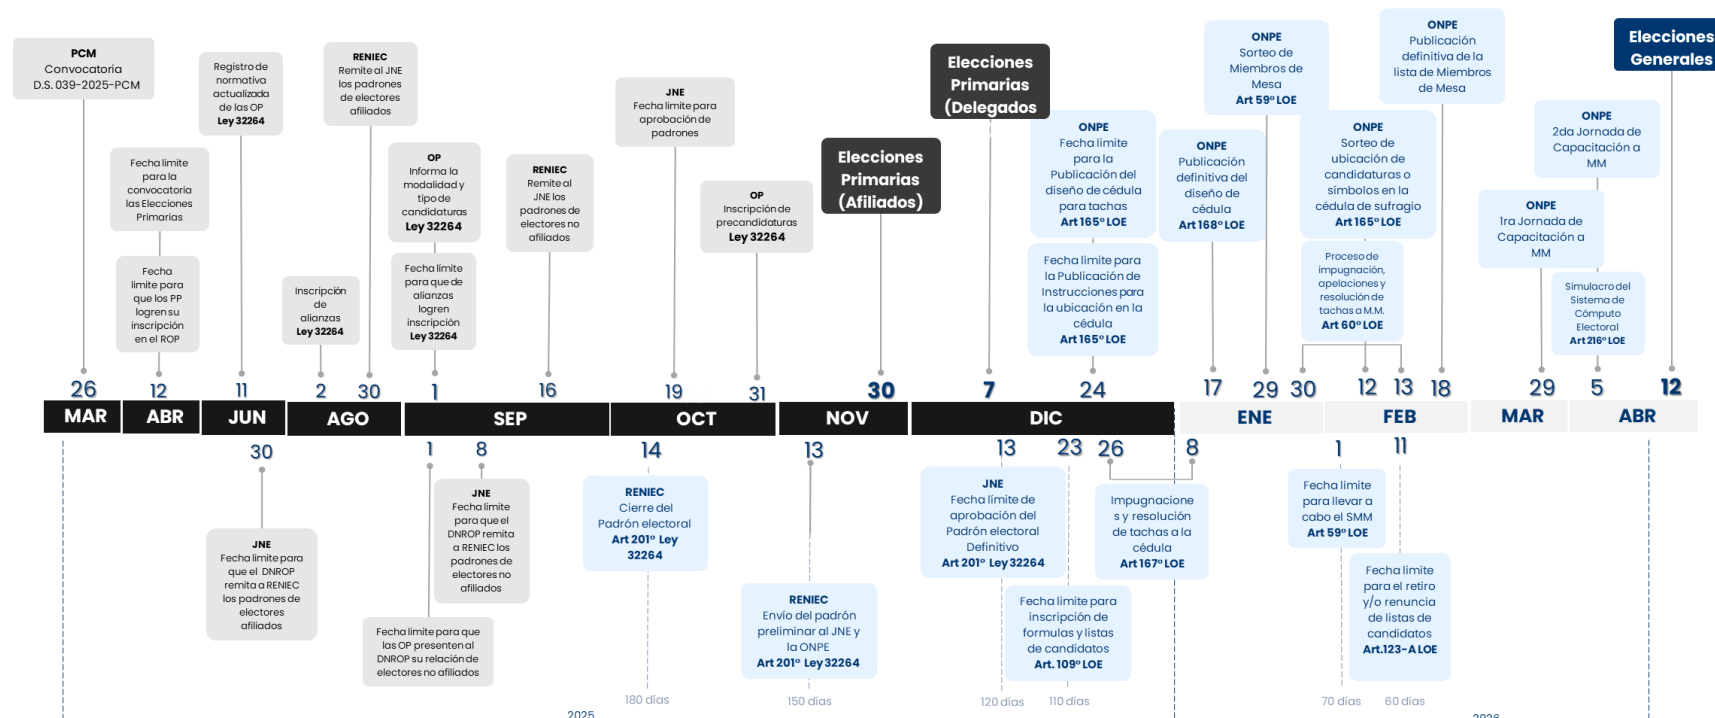 PCM
Convocatoria
D.S. 039-2025-PCM
Fecha limite
para la
convocatoria
las Elecciones
Primarias
Fecha
limite para
que los PP
logren su
inscripción
en el ROP
Registro de
normativa
actualizada
de las OP
Ley 32264
Inscripción
de
alianzas
Ley 32264
RENIEC
Remite al JNE
los padrones
de electores
afiliados
OP
Informa la
modalidad y
tipo de
candidaturas
Ley 32264
Fecha límite
para que de
alianzas
logren
inscripción
Ley 32264
RENIEC
Remite al
JNE los
padrones de
electores no
afiliados
JNE
Fecha limite para
aprobación de
padrones
OP
Inscripción de
precandidaturas
Ley 32264
Elecciones
Primarias
(Afiliados)
Elecciones
Primarias
(Delegados
ONPE
Fecha límite
para la
Publicación del
diseño de cédula
para tachas
Art 165° LOE
Fecha límite para
la Publicación de
Instrucciones para
la ubicación en la
cédula
Art 165° LOE
ONPE
Publicación
definitiva del
diseño de
cédula
Art 168° LOE
ONPE
Sorteo de
Miembros de
Mesa
Art 59° LOE
ONPE
Sorteo de
ubicación de
candidaturas o
símbolos en la
cédula de sufragio
Art 165° LOE
Proceso de
impugnación,
apelaciones y
resolución de
tachas a M.M.
Art 60° LOE
ONPE
Publicación
definitiva de la
lista de Miembros
de Mesa
ONPE
1ra Jornada de
Capacitación a
MM
ONPE
2da Jornada de
Capacitación a
MM
Simulacro del
Sistema de
Cómputo
Electoral
Art 216° LOE
Elecciones
Generales
26 12 11 2 30 1 16 19 31 30 7 24 17 29 30 12 13 18 29 5 12
MAR ABR JUN AGO SEP OCT NOV DIC ENE FEB MAR ABR
30 1 8 14 13 13 23 26 8 1 11
JNE
Fecha limite para
que el DNROP
remita a RENIEC
los padrones de
electores
afiliados
Fecha limite para que
las OP presenten al
DNROP su relación de
electores no afiliados
JNE
Fecha limite
para que el
DNROP remita
a RENIEC los
padrones de
electores no
afiliados
RENIEC
Cierre del
Padrón electoral
Art 201° Ley
32264
RENIEC
Envío del padrón
preliminar al JNE y
la ONPE
Art 201° Ley 32264
JNE
Fecha límite de
aprobación del
Padrón electoral
Definitivo
Art 201° Ley 32264
Fecha limite para
inscripción de
formulas y listas
de candidatos
Art. 109° LOE
Impugnacione
s y resolución
de tachas a la
cédula
Art 167° LOE
Fecha limite
para llevar a
cabo el SMM
Art 59° LOE
Fecha limite
para el retiro
y/o renuncia
de listas de
candidatos
Art.123-A LOE
180 días 150 días 120 días 110 días 70 días 60 días
2025 2026